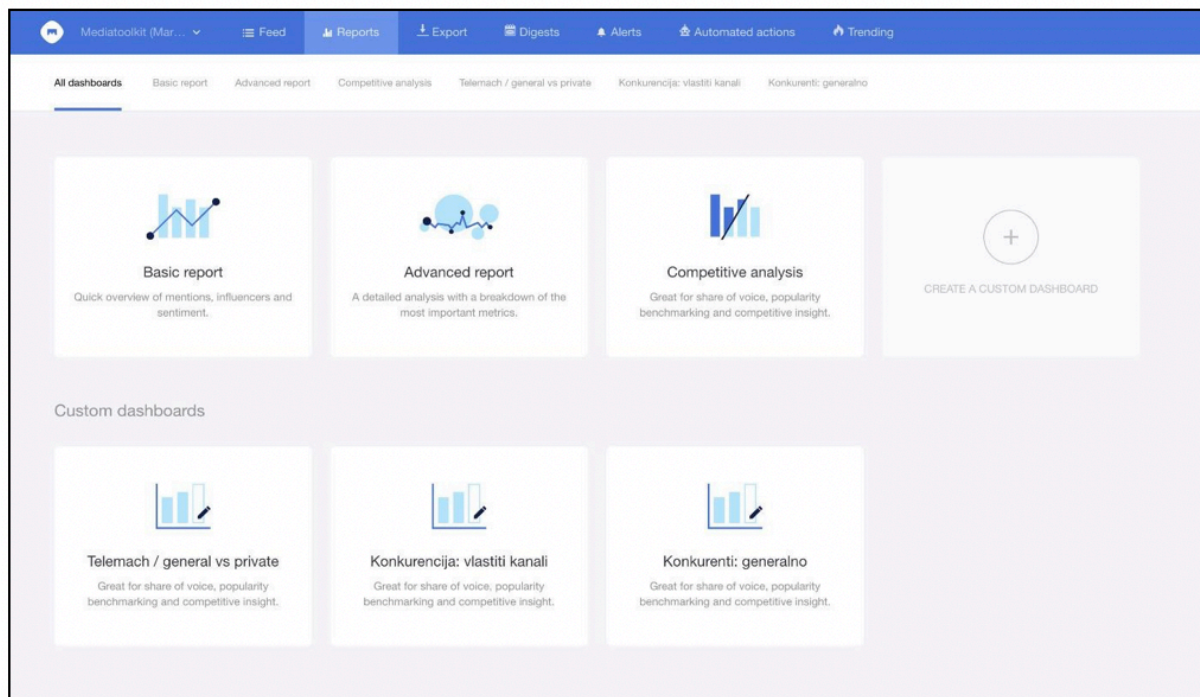 Mediatoolkit (Mar... Feed Reports Export Digests Alerts Automated actions Trending
All dashboards Basic report Advanced report Competitive analysis Telemach / general vs private Konkurencija: vlastiti kanali Konkurenti: generalno
Basic report
Quick overview of mentions, influencers and
sentiment.
Advanced report
A detailed analysis with a breakdown of the
most important metrics.
Competitive analysis
Great for share of voice, popularity
benchmarking and competitive insight.
CREATE A CUSTOM DASHBOARD
Custom dashboards
Telemach / general vs private
Great for share of voice, popularity
benchmarking and competitive insight.
Konkurencija: vlastiti kanali
Great for share of voice, popularity
benchmarking and competitive insight.
Konkurenti: generalno
Great for share of voice, popularity
benchmarking and competitive insight.